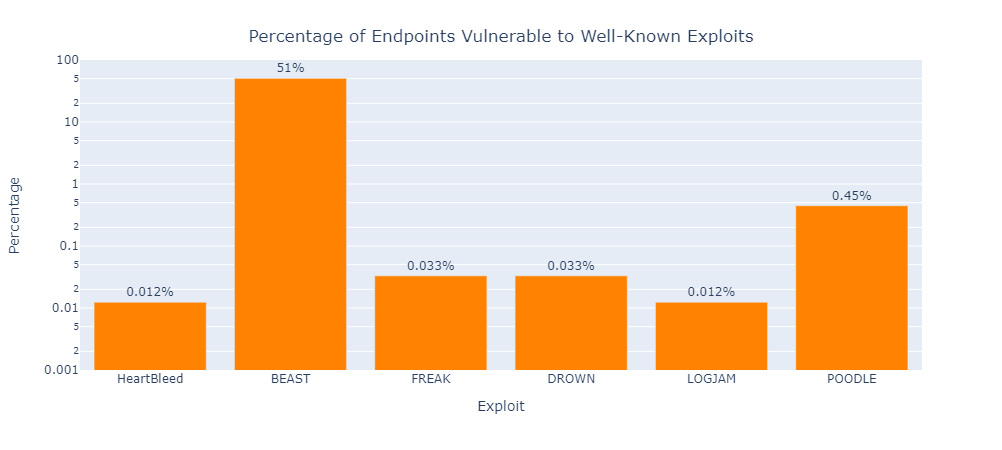 Percentage of Endpoints Vulnerable to Well-Known Exploits
Percentage
100
5
2
10
5
2
1
5
2
0.1
5
2
0.01
5
2
0.001
0.012%
51%
0.033%
0.033%
0.012%
0.45%
HeartBleed
BEAST
FREAK
DROWN
LOGJAM
POODLE
Exploit